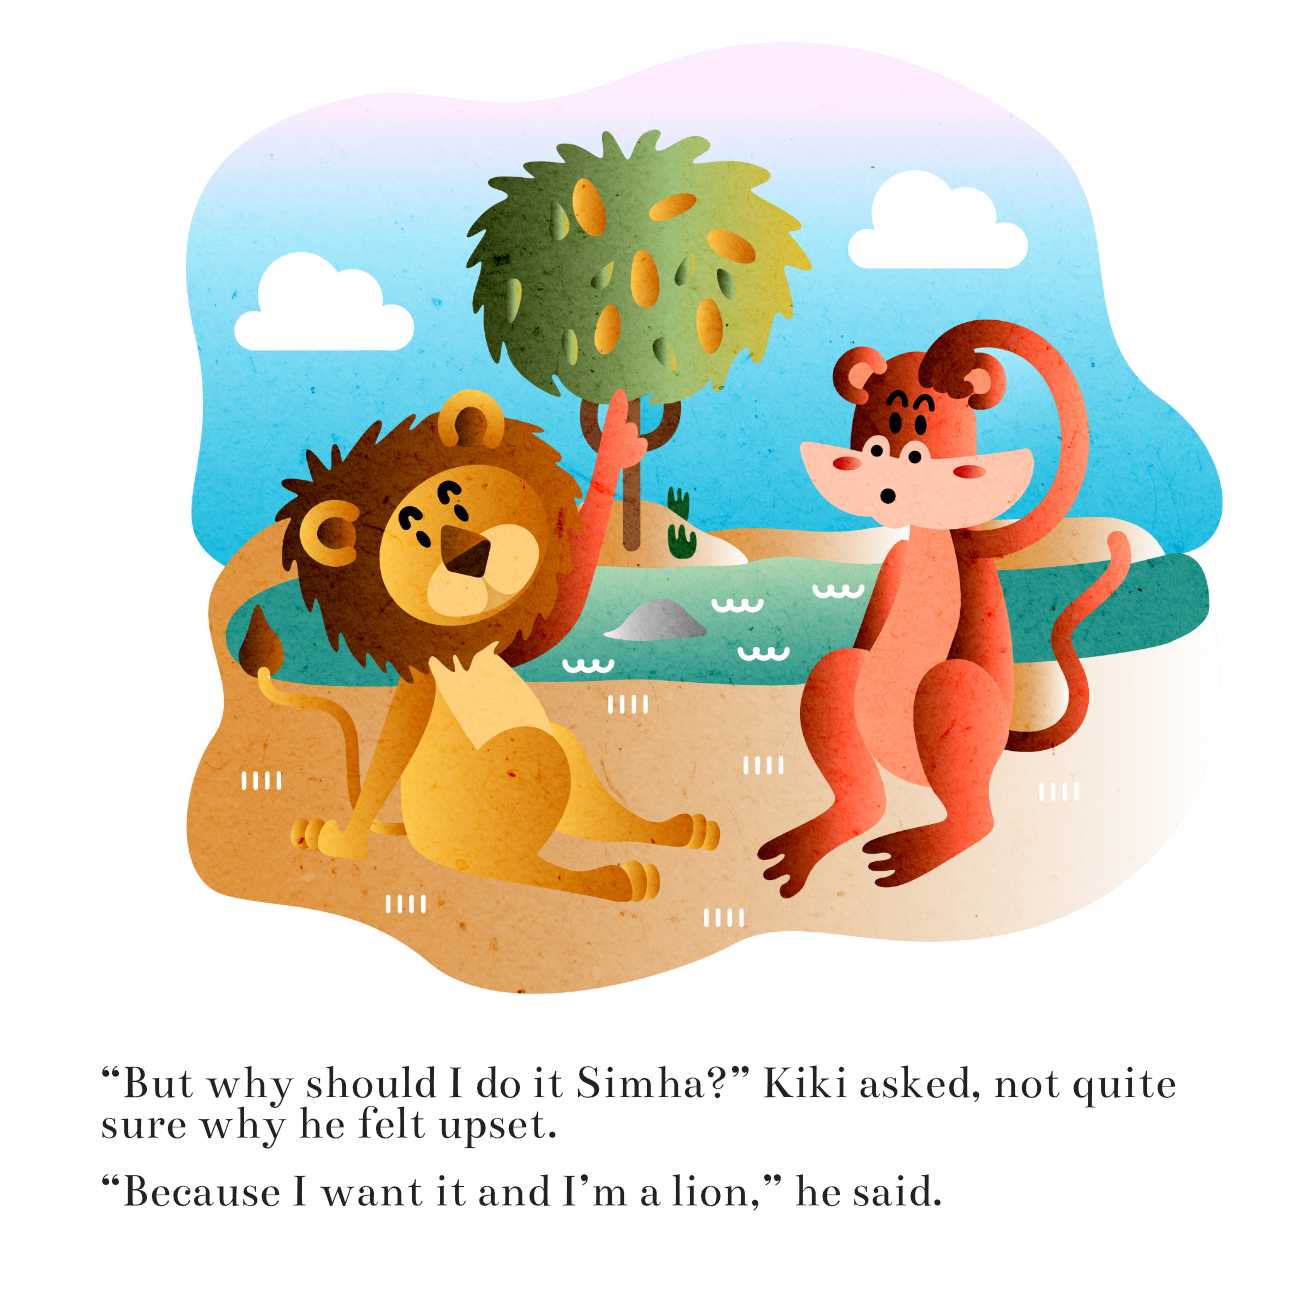 “But why should I do it Simha?” Kiki asked, not quite
sure why he felt upset.
“Because I want it and I’m a lion,” he said.